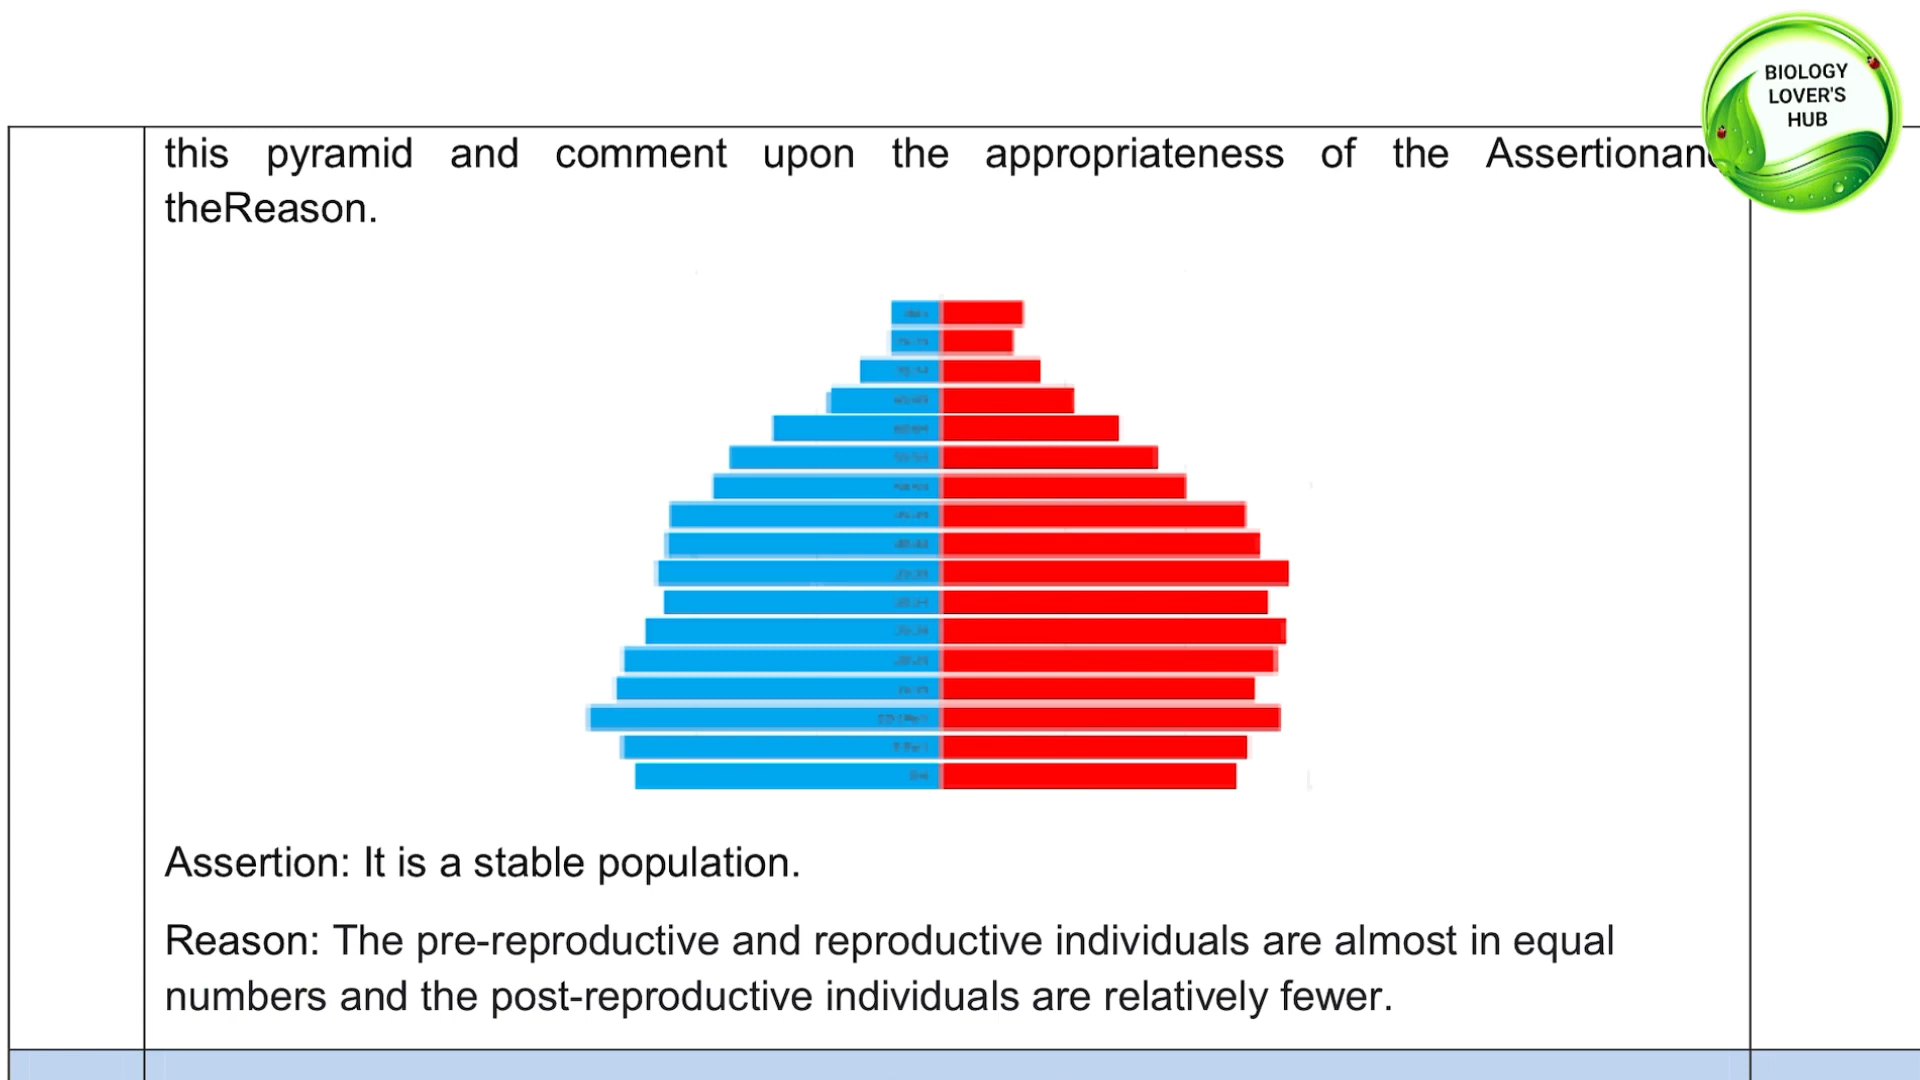 BIOLOGY
LOVER'S
HUB
this pyramid and comment upon the appropriateness of the Assertionand
theReason.
Assertion: It is a stable population.
Reason: The pre-reproductive and reproductive individuals are almost in equal
numbers and the post-reproductive individuals are relatively fewer.